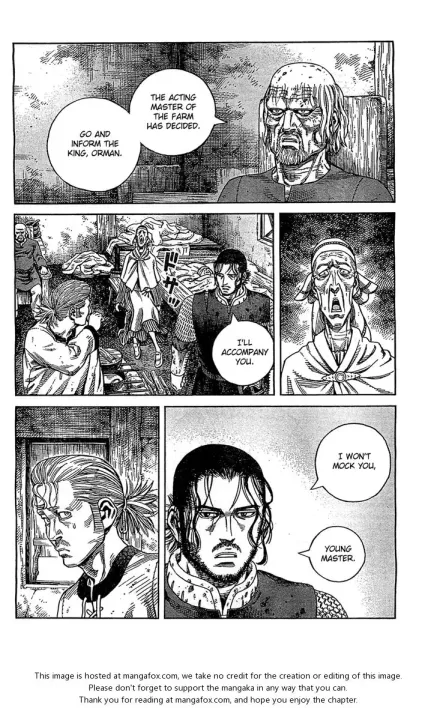 THE ACTING
MASTER OF
THE FARM
HAS DECIDED.
GO AND
INFORM THE
KING, ORMAN.
ドサッ
I'LL
ACCOMPANY
YOU.
I WON'T
MOCK YOU,
YOUNG
MASTER.
This image is hosted at mangafox.com, we take no credit for the creation or editing of this image.
Please don't forget to support the mangaka in any way that you can.
Thank you for reading at mangafox.com, and hope you enjoy the chapter.